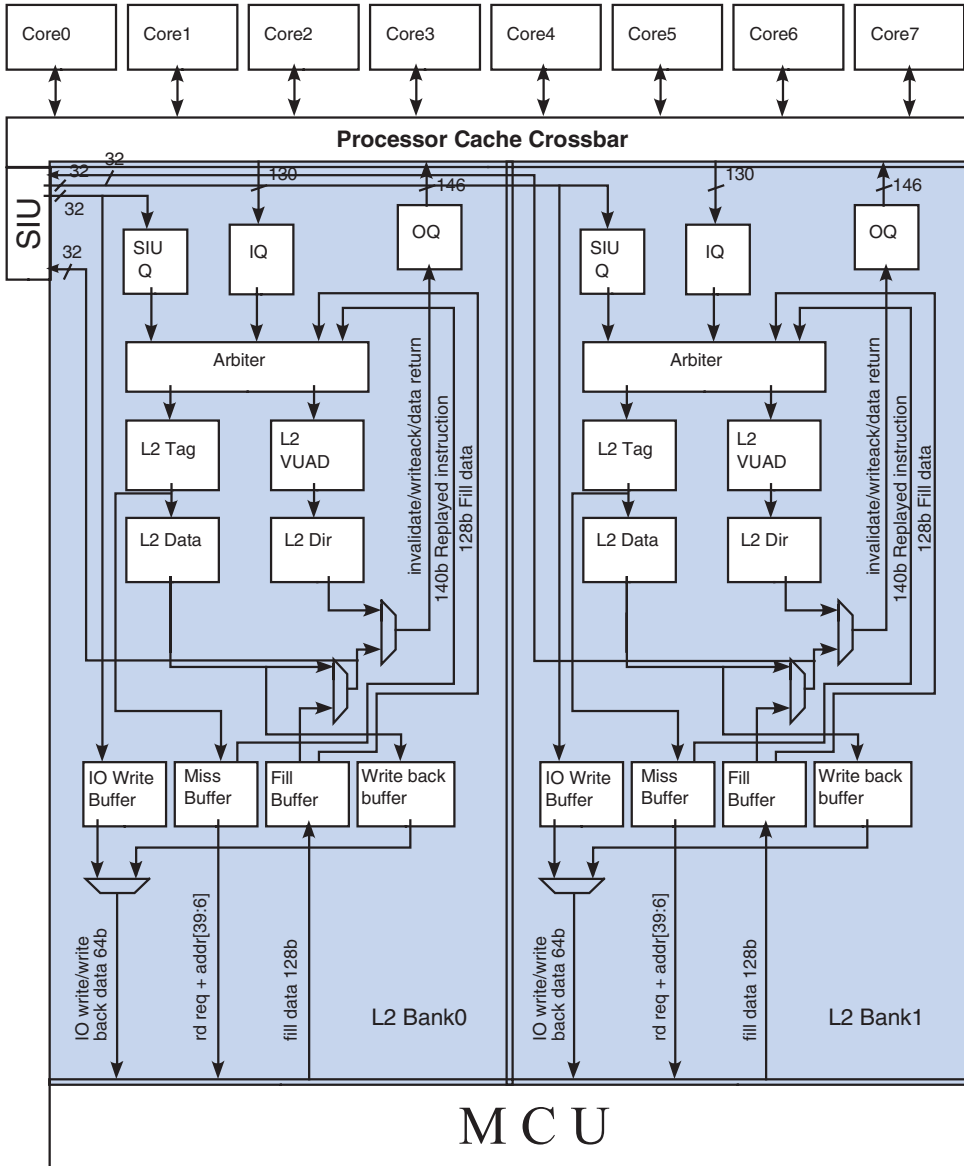 Core0
Core1
Core2
Core3
Core4
Core5
Core6
Core7
Processor Cache Crossbar
SIU
32
32
32
32
130
146
130
146
SIU
Q
IQ
OQ
SIU
Q
IQ
OQ
Arbiter
Arbiter
L2 Tag
L2
VUAD
L2 Tag
L2
VUAD
L2 Data
L2 Dir
L2 Data
L2 Dir
invalidate/writeack/data return
140b Replayed instruction
128b Fill data
invalidate/writeack/data return
140b Replayed instruction
128b Fill data
IO Write
Buffer
Miss
Buffer
Fill
Buffer
Write back
buffer
IO Write
Buffer
Miss
Buffer
Fill
Buffer
Write back
buffer
IO write/write
back data 64b
rd req + addr[39:6]
fill data 128b
L2 Bank0
IO write/write
back data 64b
rd req + addr[39:6]
fill data 128b
L2 Bank1
MCU